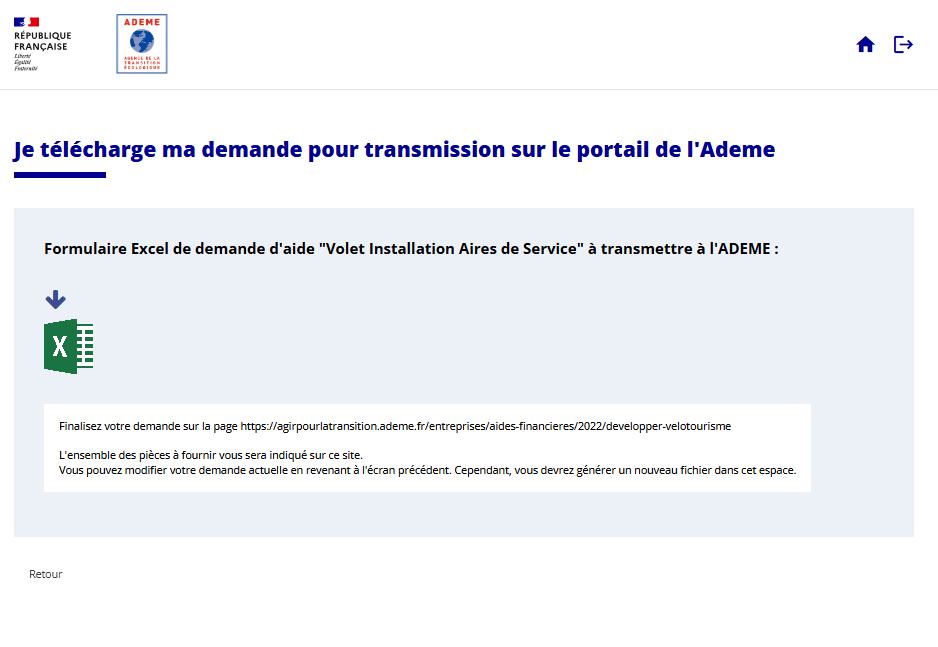 RÉPUBLIQUE
FRANÇAISE
Liberté
Égalité
Fraternité
ADEME
AGENCE DE LA
TRANSITION
ÉCOLOGIQUE
Je télécharge ma demande pour transmission sur le portail de l'Ademe
Formulaire Excel de demande d'aide "Volet Installation Aires de Service" à transmettre à l'ADEME :
X
Finalisez votre demande sur la page https://agirpourlatransition.ademe.fr/entreprises/aides-financieres/2022/developper-velotourisme
L'ensemble des pièces à fournir vous sera indiqué sur ce site.
Vous pouvez modifier votre demande actuelle en revenant à l'écran précédent. Cependant, vous devrez générer un nouveau fichier dans cet espace.
Retour